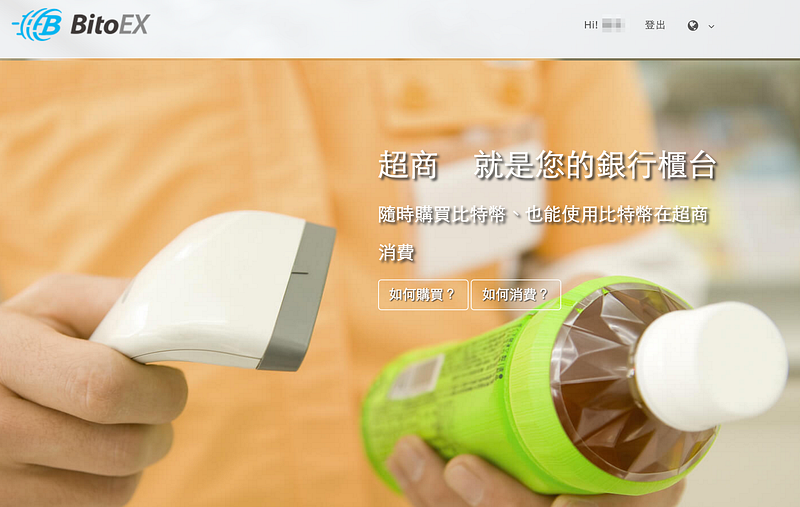 BitoEX
Hi!
登出
超商 就是您的銀行櫃台
隨時購買比特幣、也能使用比特幣在超商
消費
如何購買？
如何消費？